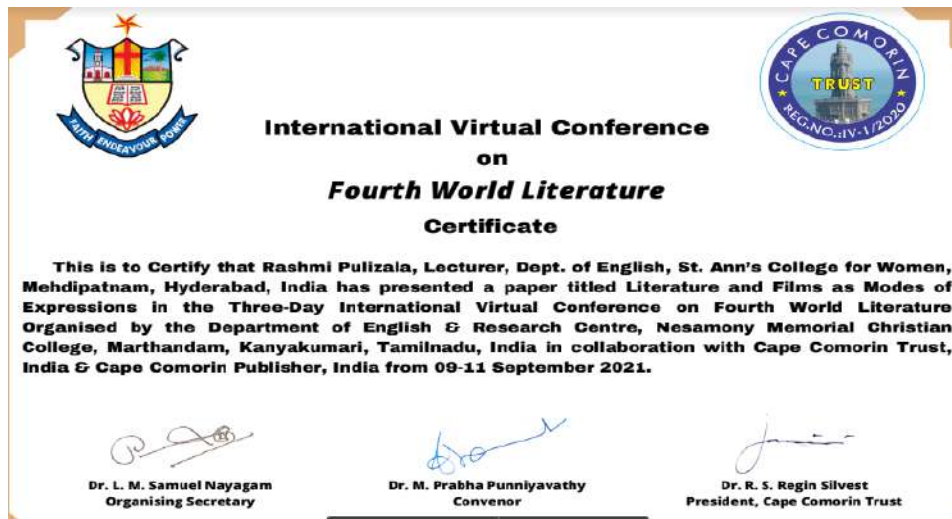 FAITH ENDEAVOUR POWER
CAPE COMORIN
TRUST
REG.NO.:IV-1/2020
International Virtual Conference
on
Fourth World Literature
Certificate
This is to Certify that Rashmi Pulizala, Lecturer, Dept. of English, St. Ann's College for Women,
Mehdipatnam, Hyderabad, India has presented a paper titled Literature and Films as Modes of
Expressions in the Three-Day International Virtual Conference on Fourth World Literature
Organised by the Department of English & Research Centre, Nesamony Memorial Christian
College, Marthandam, Kanyakumari, Tamilnadu, India in collaboration with Cape Comorin Trust,
India & Cape Comorin Publisher, India from 09-11 September 2021.
Dr. L. M. Samuel Nayagam
Organising Secretary
Dr. M. Prabha Punniyavathy
Convenor
Dr. R. S. Regin Silvest
President, Cape Comorin Trust